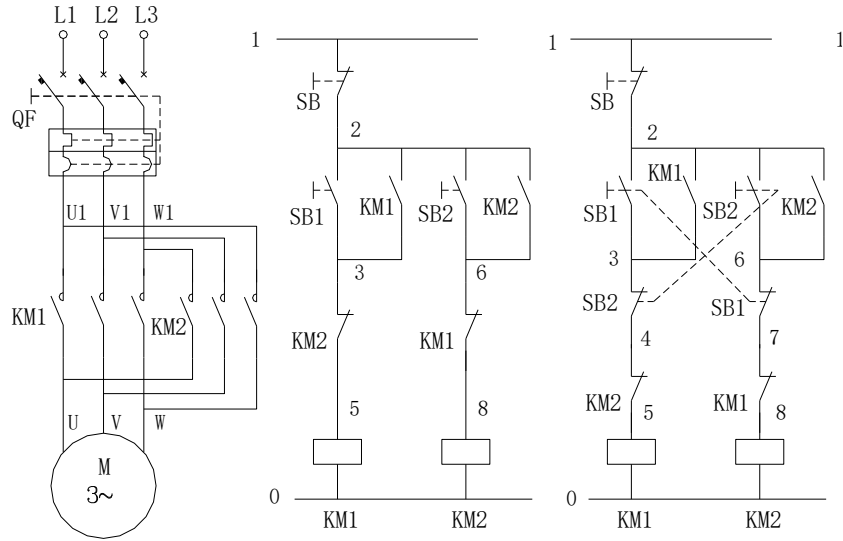 L1 L2 L3
QF
U1 V1 W1
KM1 KM2
U V W
M
3~
1
SB
2
SB1 KM1 SB2 KM2
3 6
KM2 KM1
5 8
0
KM1 KM2
1 1
SB
2
KM1
SB1 SB2 KM2
3 6
SB2 SB1
4 7
KM2 5 KM1 8
0
KM1 KM2